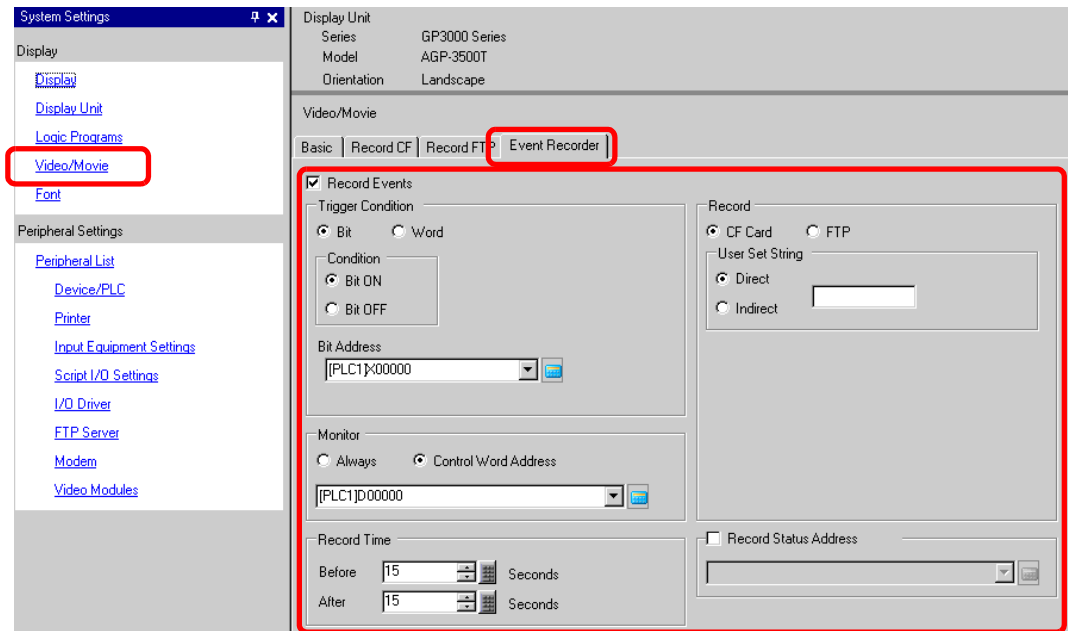 System Settings
Display
Display
Display Unit
Logic Programs
Video/Movie
Font
Peripheral Settings
Peripheral List
Device/PLC
Printer
Input Equipment Settings
Script I/O Settings
I/O Driver
FTP Server
Modem
Video Modules
Display Unit
Series GP3000 Series
Model AGP-3500T
Orientation Landscape
Video/Movie
Basic Record CF Record FTP Event Recorder
Record Events
Trigger Condition
Bit Word
Condition
Bit ON
Bit OFF
Bit Address
[PLC1]X00000
Monitor
Always Control Word Address
[PLC1]D00000
Record Time
Before 15 Seconds
After 15 Seconds
Record
CF Card FTP
User Set String
Direct
Indirect
Record Status Address